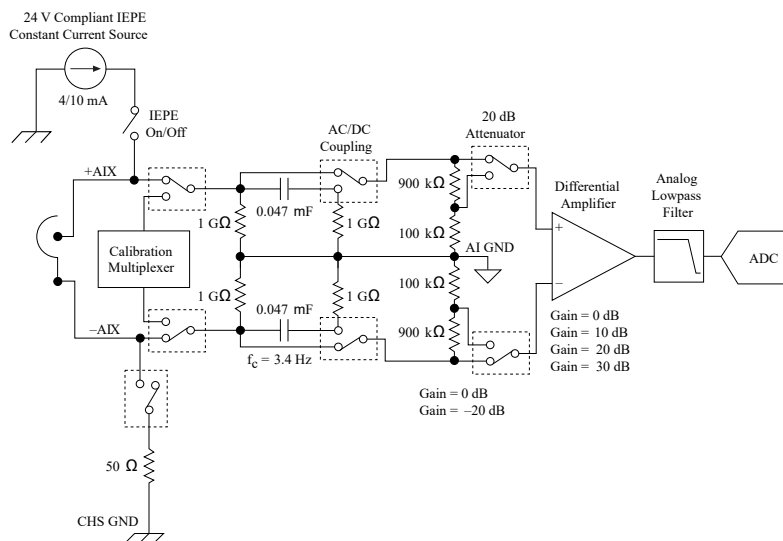 24 V Compliant IEPE
Constant Current Source
4/10 mA
IEPE
On/Off
+AIX
AC/DC
Coupling
20 dB
Attenuator
900 kΩ
0.047 mF
1 GΩ
1 GΩ
100 kΩ
Differential
Amplifier
+
−
Analog
Lowpass
Filter
ADC
Calibration
Multiplexer
AI GND
1 GΩ
0.047 mF
1 GΩ
100 kΩ
900 kΩ
–AIX
fc = 3.4 Hz
Gain = 0 dB
Gain = 10 dB
Gain = 20 dB
Gain = 30 dB
Gain = 0 dB
Gain = –20 dB
50 Ω
CHS GND